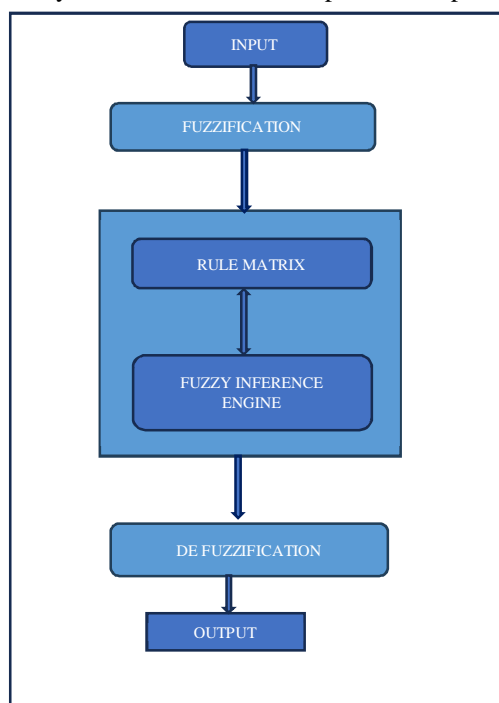 INPUT
FUZZIFICATION
RULE MATRIX
FUZZY INFERENCE
ENGINE
DE FUZZIFICATION
OUTPUT